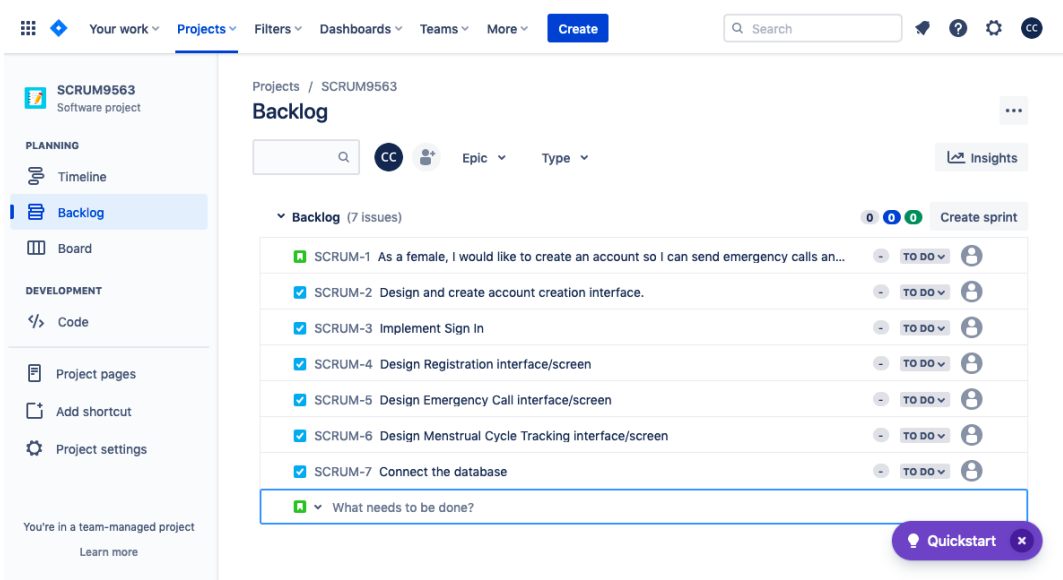 Your work Projects Filters Dashboards Teams More Create Search CC
SCRUM9563
Software project
PLANNING
Timeline
Backlog
Board
DEVELOPMENT
Code
Project pages
Add shortcut
Project settings
You're in a team-managed project
Learn more
Projects / SCRUM9563
Backlog
CC Epic Type Insights
Backlog (7 issues) 0 0 0 Create sprint
SCRUM-1 As a female, I would like to create an account so I can send emergency calls an... - TO DO
SCRUM-2 Design and create account creation interface. - TO DO
SCRUM-3 Implement Sign In - TO DO
SCRUM-4 Design Registration interface/screen - TO DO
SCRUM-5 Design Emergency Call interface/screen - TO DO
SCRUM-6 Design Menstrual Cycle Tracking interface/screen - TO DO
SCRUM-7 Connect the database - TO DO
What needs to be done?
Quickstart